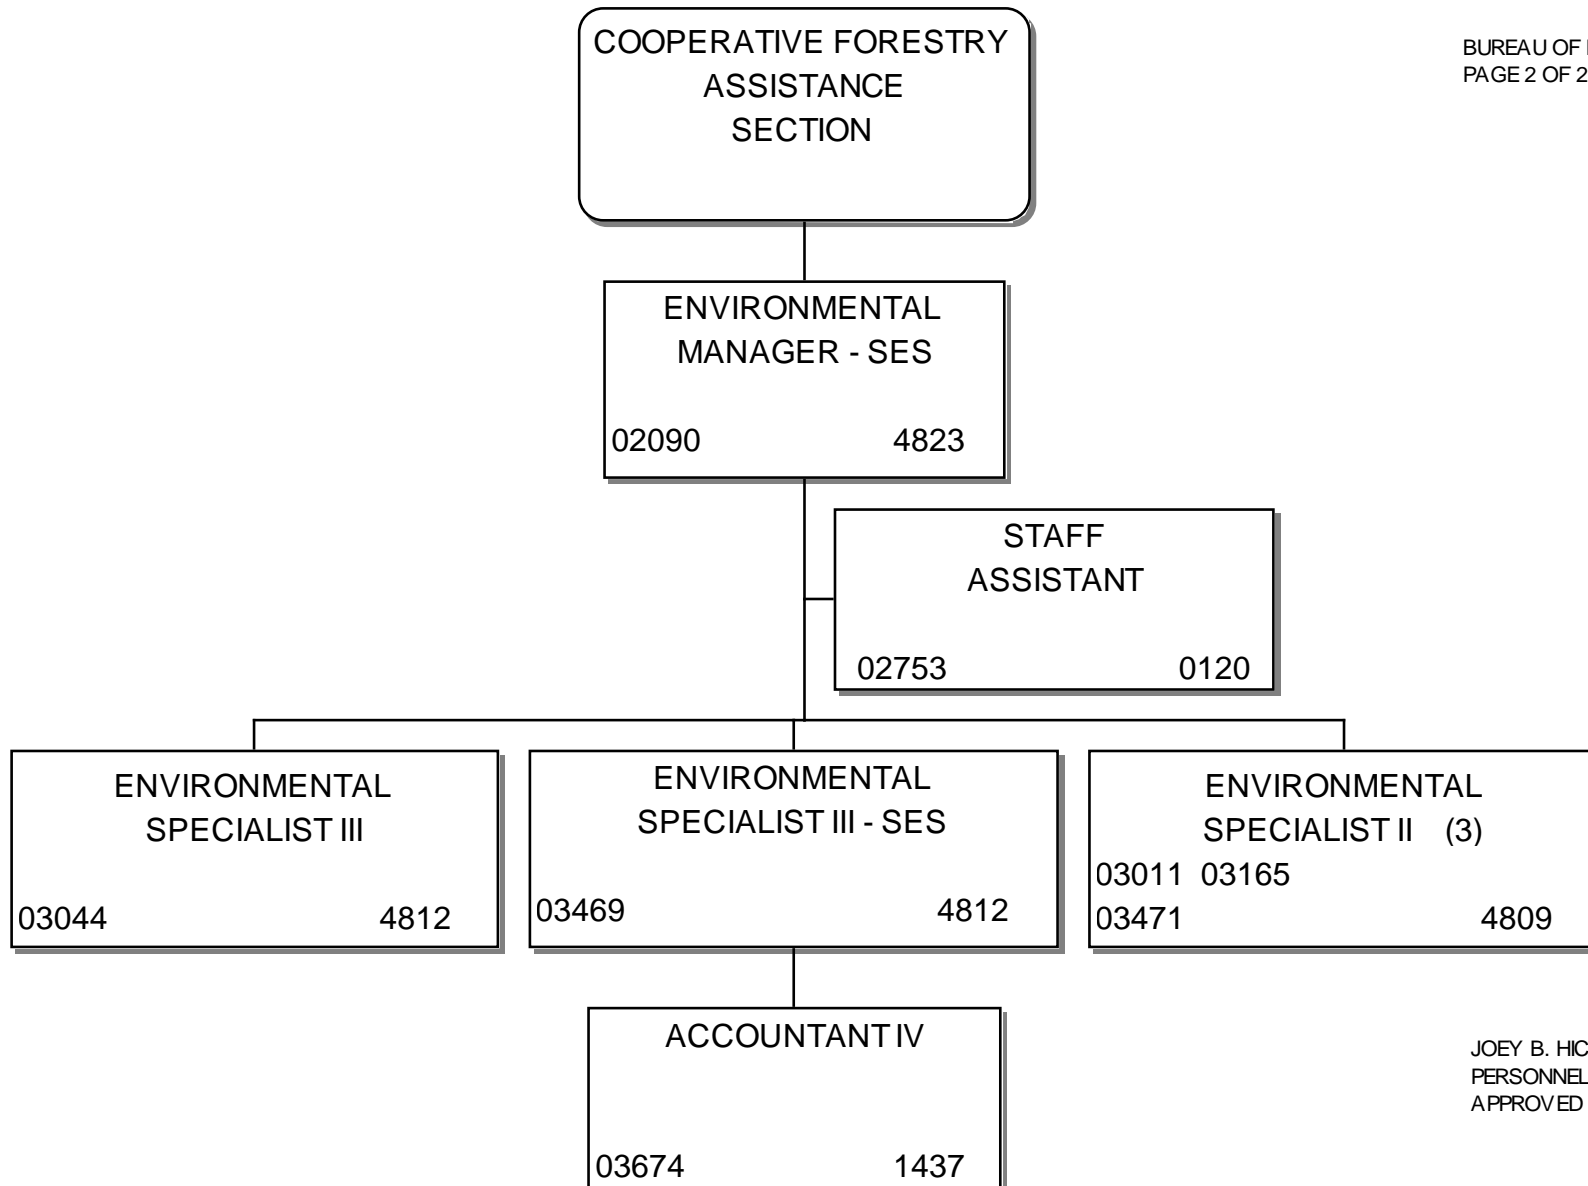 COOPERATIVE FORESTRY
ASSISTANCE
SECTION
BUREAU OF
PAGE 2 OF 2
ENVIRONMENTAL
MANAGER - SES
02090 4823
STAFF
ASSISTANT
02753 0120
ENVIRONMENTAL
SPECIALIST III
03044 4812
ENVIRONMENTAL
SPECIALIST III - SES
03469 4812
ENVIRONMENTAL
SPECIALIST II (3)
03011 03165
03471 4809
ACCOUNTANT IV
03674 1437
JOEY B.
PERSONNEL
APPROVED